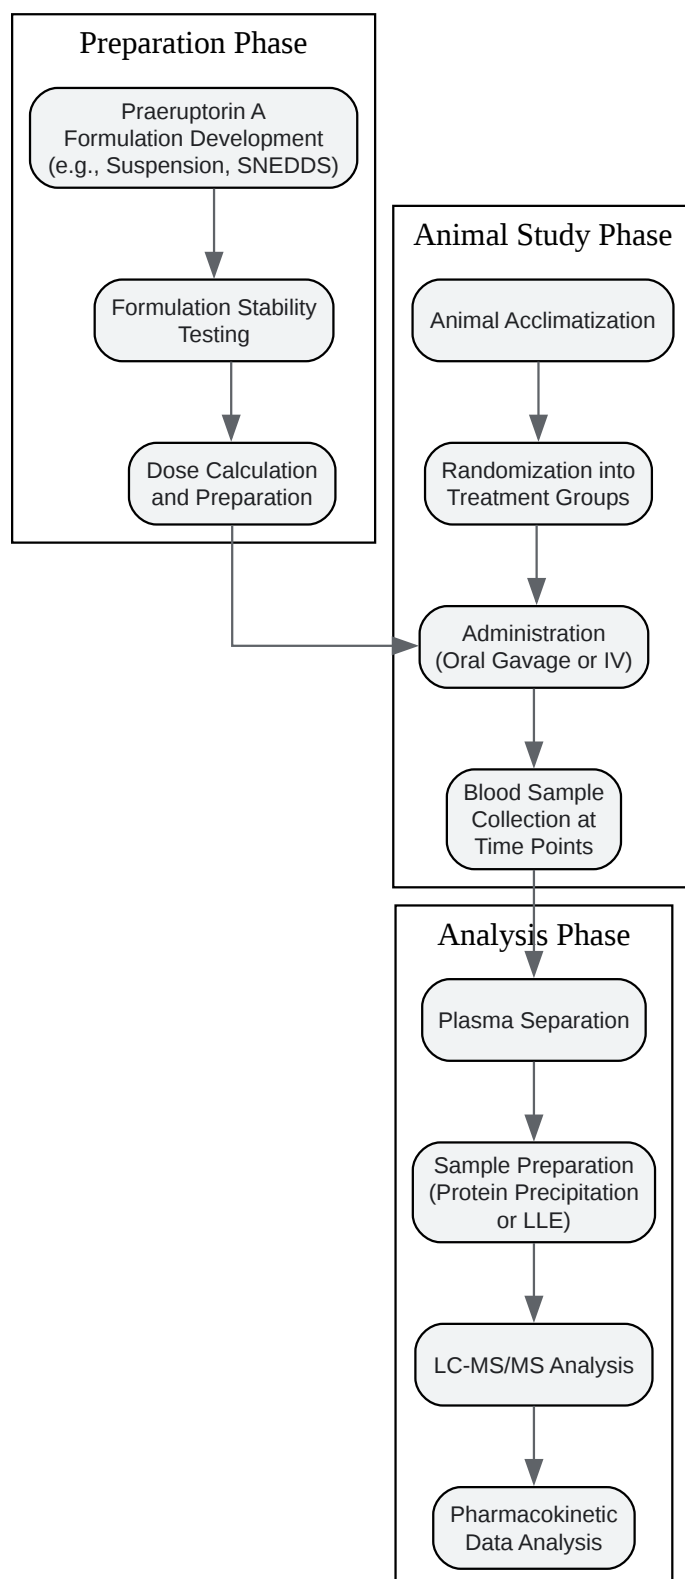 Preparation Phase
Praeruptorin A
Formulation Development
(e.g., Suspension, SNEDDS)
Formulation Stability
Testing
Dose Calculation
and Preparation
Animal Study Phase
Animal Acclimatization
Randomization into
Treatment Groups
Administration
(Oral Gavage or IV)
Blood Sample
Collection at
Time Points
Analysis Phase
Plasma Separation
Sample Preparation
(Protein Precipitation
or LLE)
LC-MS/MS Analysis
Pharmacokinetic
Data Analysis